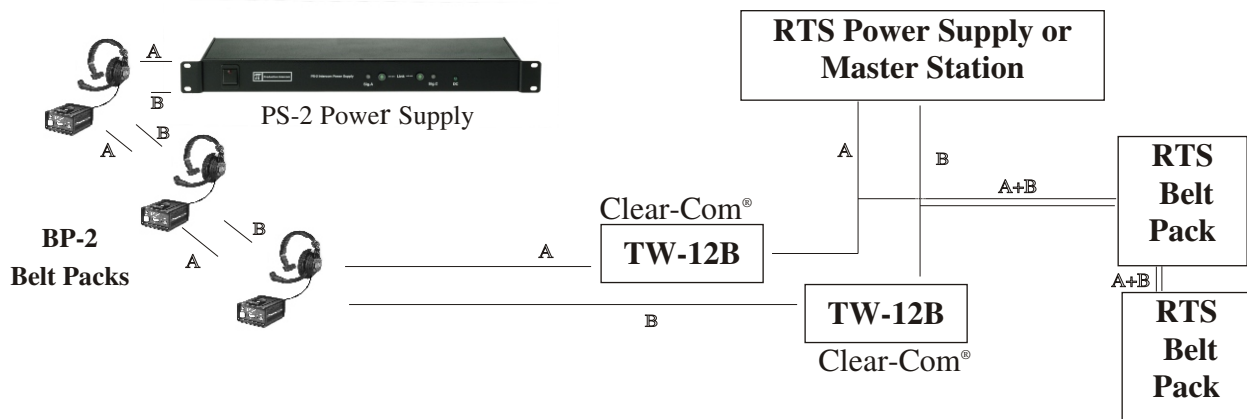 A
B
PS-2 Power Supply
RTS Power Supply or
Master Station
A
B
A
B
BP-2
Belt Packs
A
B
A
B
A+B
RTS
Belt
Pack
Clear-Com®
TW-12B
A
B
TW-12B
Clear-Com®
A+B
RTS
Belt
Pack